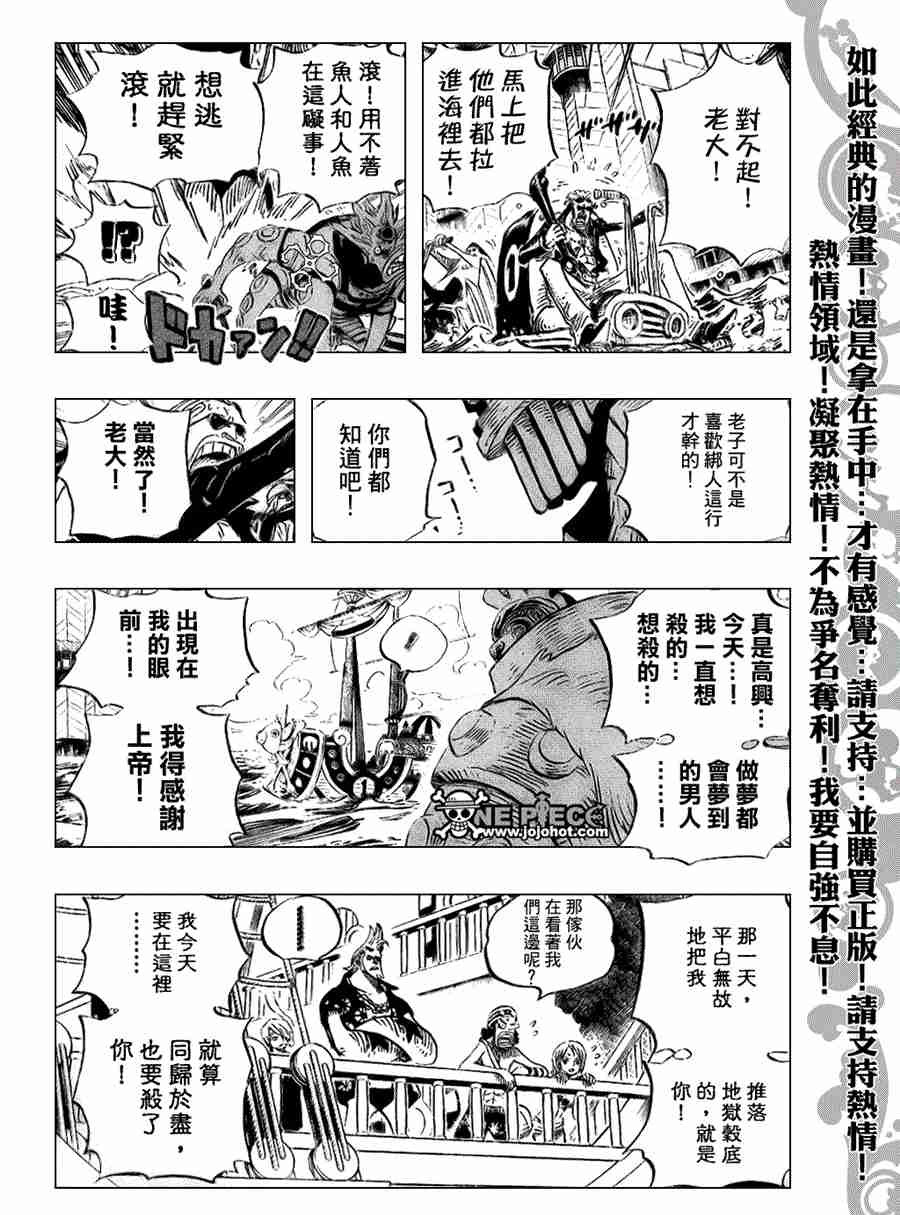 對不起！
老大！
馬上把
他們都拉
進海裡去！
ザザザ
滾！用不著
魚人和人魚
在這礙事！
想逃
就趕緊
滾！
!?
哇！
ドカァン!!
老子可不是
喜歡綁人這行
才幹的！
ゴゴ
你們都
知道吧！
當然了！
老大！
真是高興…
今天…！
我一直想
殺的…
想殺的…
做夢都
會夢到
的男人
……
！
出現在
我的眼
前…！
我得感謝
上帝！
1
ONE PIECE
www.jojohot.com
那一天，
平白無故
地把我
推落
地獄穀底
的，就是
你！
那傢伙
在看著我
們這邊呢？
！
我今天
要在這裡
……
就算
同歸於盡，
也要殺了
你！
如此經典的漫畫！還是拿在手中…才有感覺…請支持…並購買正版！請支持熱情！
熱情領域！凝聚熱情！不為爭名奪利！我要自強不息！